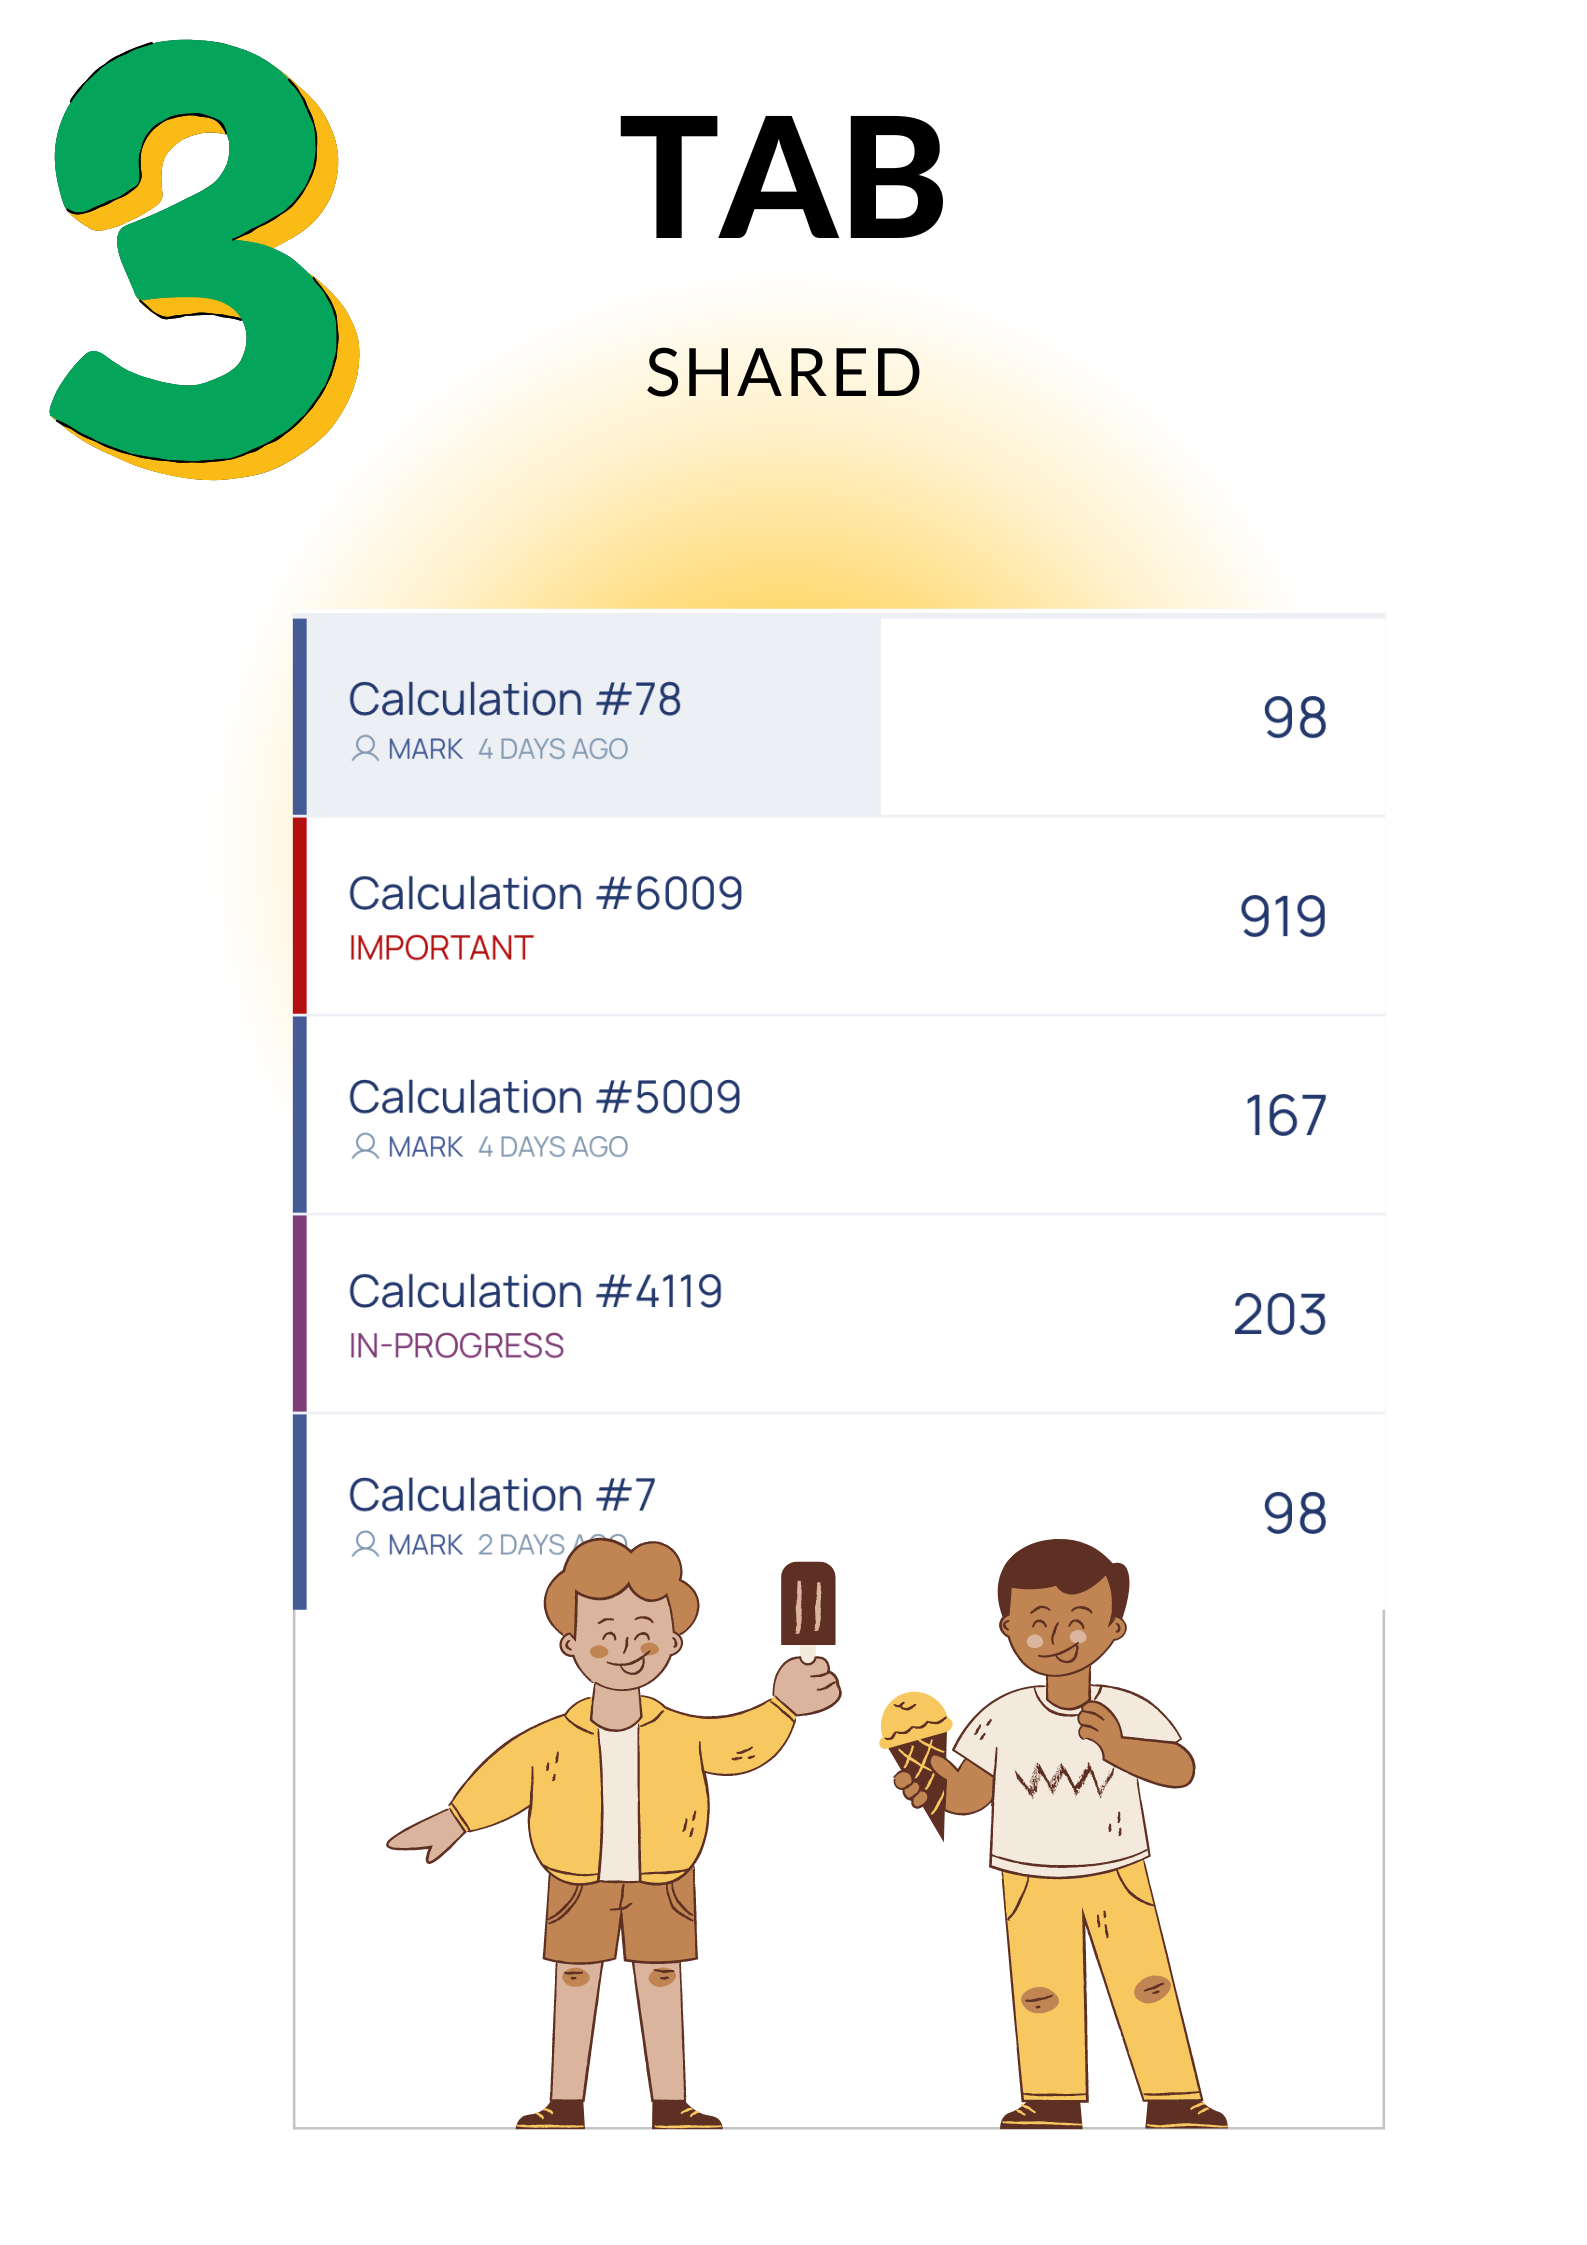 3
TAB
SHARED
Calculation #78
MARK 4 DAYS AGO
98
Calculation #6009
IMPORTANT
919
Calculation #5009
MARK 4 DAYS AGO
167
Calculation #4119
IN-PROGRESS
203
Calculation #7
MARK 2 DAYS
98